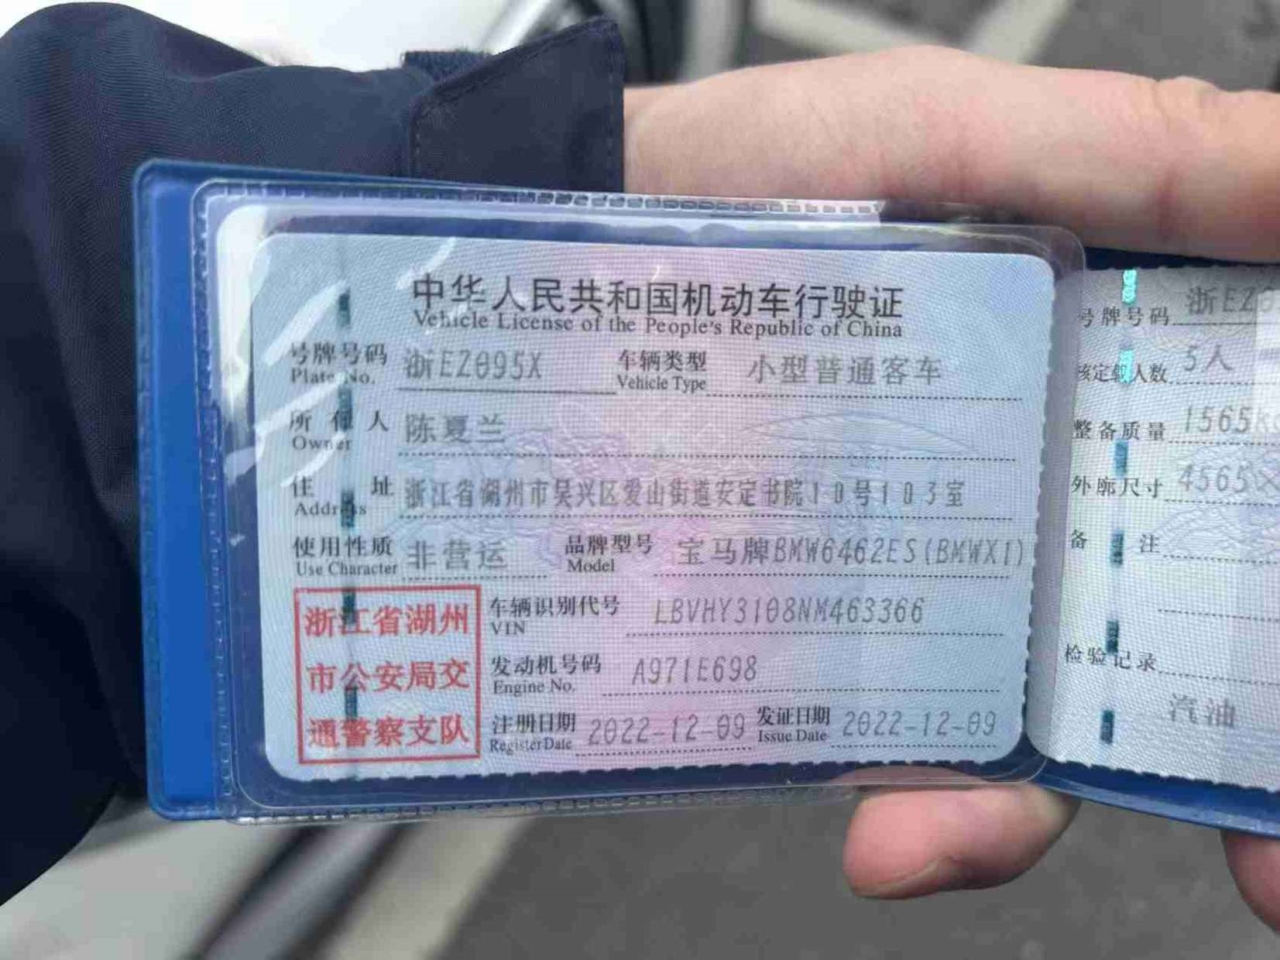 中华人民共和国机动车行驶证
Vehicle License of the People's Republic of China
号牌号码 浙EZ095X 车辆类型 小型普通客车
Plate No. Vehicle Type
所有人 陈夏兰
Owner
住址 浙江省湖州市吴兴区爱山街道安定书院10号103室
Address
使用性质 非营运 品牌型号 宝马牌BMW6462ES(BMWX1)
Use Character Model
浙江省湖州
市公安局交
通警察支队
车辆识别代号 LBVHY3108NM463366
VIN
发动机号码 A971E698
Engine No.
注册日期 2022-12-09 发证日期 2022-12-09
Register Date Issue Date
号牌号码 浙EZ0
核定载人数 5人
整备质量 1565k
外廓尺寸 4565×
备注
检验记录
汽油